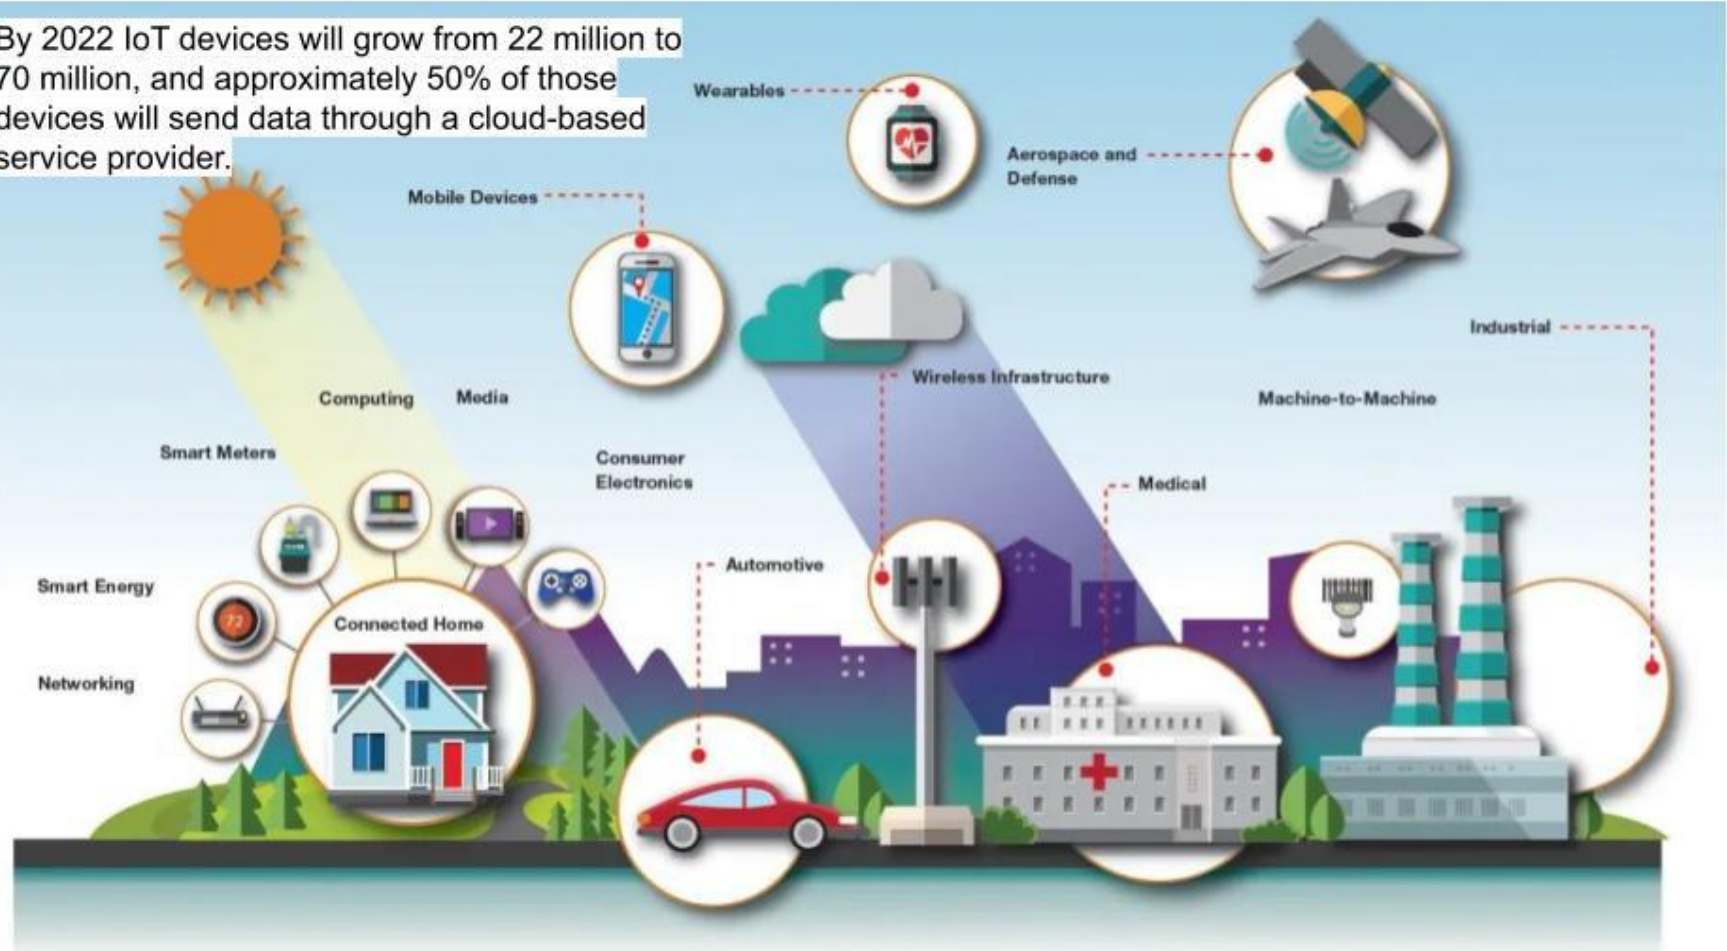 By 2022 IoT devices will grow from 22 million to
70 million, and approximately 50% of those
devices will send data through a cloud-based
service provider.
Wearables
Aerospace and
Defense
Mobile Devices
Industrial
Wireless Infrastructure
Computing
Media
Machine-to-Machine
Smart Meters
Consumer
Electronics
Medical
Automotive
Smart Energy
72
Connected Home
Networking